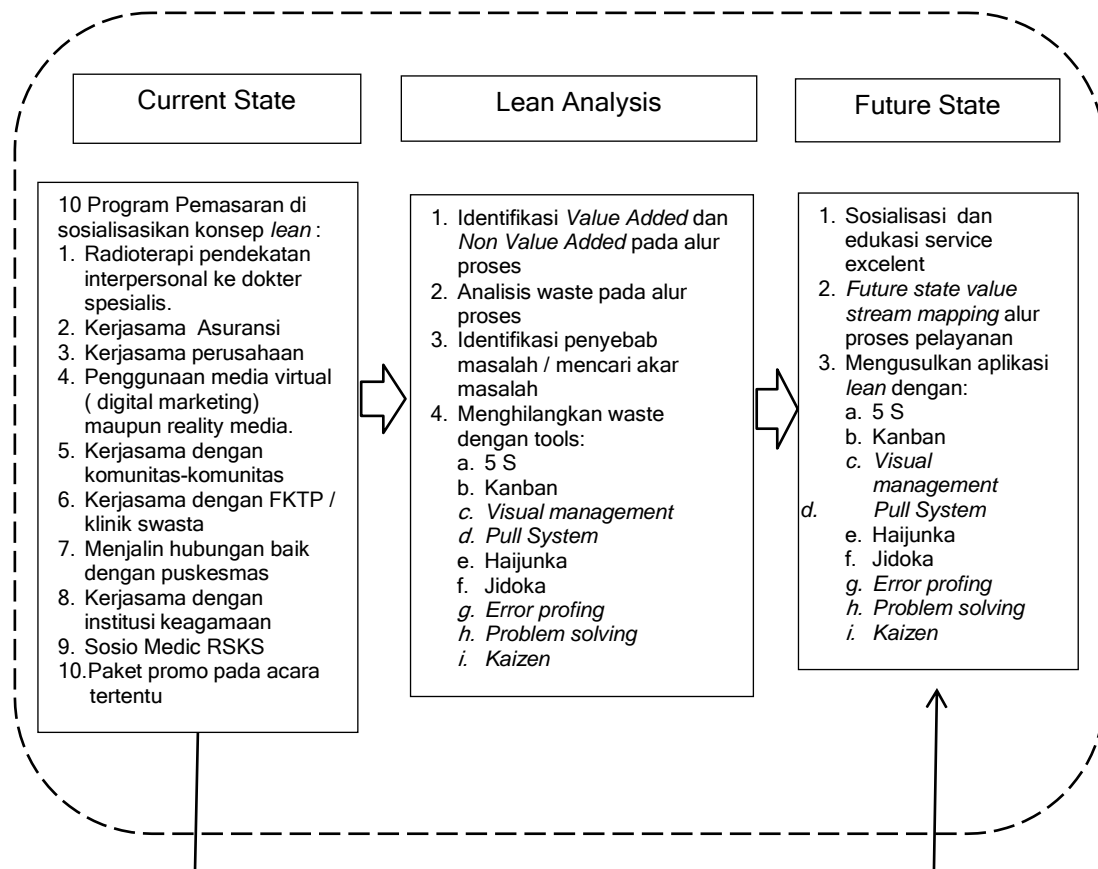 Current State
10 Program Pemasaran di
sosialisasikan konsep lean :
1. Radioterapi pendekatan
interpersonal ke dokter
spesialis.
2. Kerjasama Asuransi
3. Kerjasama perusahaan
4. Penggunaan media virtual
( digital marketing)
maupun reality media.
5. Kerjasama dengan
komunitas-komunitas
6. Kerjasama dengan FKTP /
klinik swasta
7. Menjalin hubungan baik
dengan puskesmas
8. Kerjasama dengan
institusi keagamaan
9. Sosio Medic RSKS
10.Paket promo pada acara
tertentu
Lean Analysis
1. Identifikasi Value Added dan
Non Value Added pada alur
proses
2. Analisis waste pada alur
proses
3. Identifikasi penyebab
masalah / mencari akar
masalah
4. Menghilangkan waste
dengan tools:
a. 5 S
b. Kanban
c. Visual management
d. Pull System
e. Haijunka
f. Jidoka
g. Error profing
h. Problem solving
i. Kaizen
Future State
1. Sosialisasi dan
edukasi service
excelent
2. Future state value
stream mapping alur
proses pelayanan
3. Mengusulkan aplikasi
lean dengan:
a. 5 S
b. Kanban
c. Visual
management
d. Pull System
e. Haijunka
f. Jidoka
g. Error profing
h. Problem solving
i. Kaizen